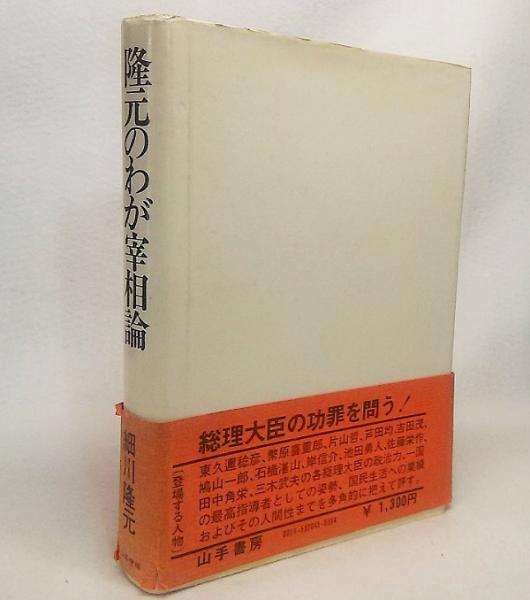 隆元のわが宰相論
細川隆元
［登場する人物］
総理大臣の功罪を問う！
東久邇稔彦、幣原喜重郎、片山哲、芦田均、吉田茂、
鳩山一郎、石橋湛山、岸信介、池田勇人、佐藤栄作、
田中角栄、三木武夫の各総理大臣の政治力、一国
の最高指導者としての姿勢、国民生活への業績
およびその人間性までを多角的に把えて評す。
￥1,300円
山手書房